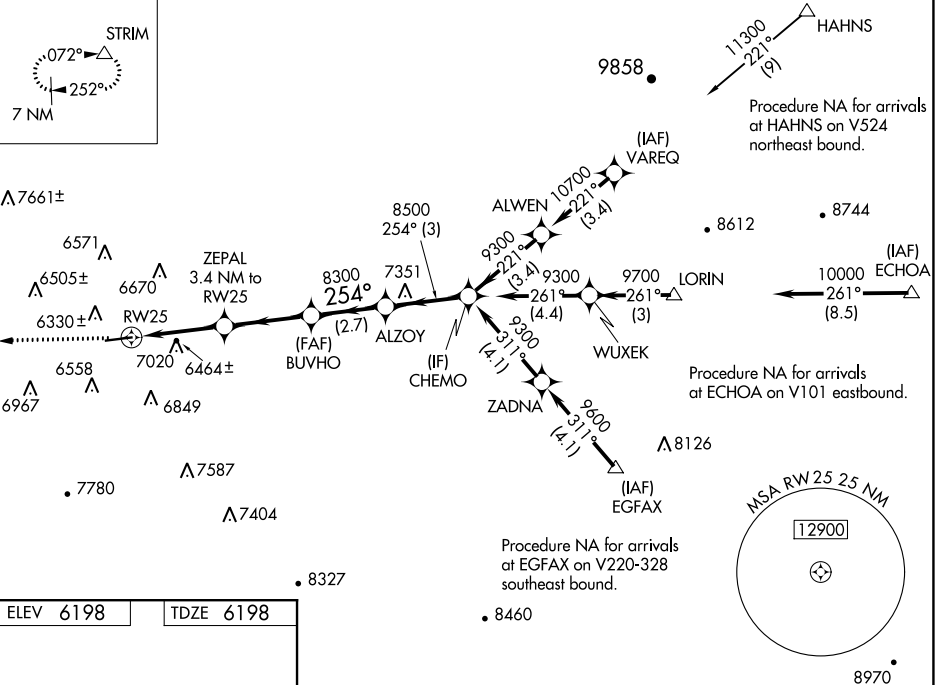 STRIM
072°
252°
7 NM
HAHNS
11300
221°
(9)
9858
Procedure NA for arrivals
at HAHNS on V524
northeast bound.
(IAF)
VAREQ
10700
221°
(3.4)
ALWEN
7661±
8500
254° (3)
9300
221°
(3.4)
8612
8744
6571
ZEPAL
3.4 NM to
RW25
6505±
6670
8300
254°
(2.7)
7351
9300
261°
(4.4)
9700
261°
(3)
LORIN
10000
261°
(8.5)
(IAF)
ECHOA
6330±
RW25
(FAF)
BUVHO
ALZOY
(IF)
CHEMO
WUXEK
9300
311°
(4.1)
7020
6464±
6558
6967
6849
ZADNA
Procedure NA for arrivals
at ECHOA on V101 eastbound.
9600
311°
(4.1)
8126
7587
7780
7404
(IAF)
EGFAX
MSA RW25 25 NM
12900
Procedure NA for arrivals
at EGFAX on V220-328
southeast bound.
8327
ELEV 6198
TDZE 6198
8460
8970